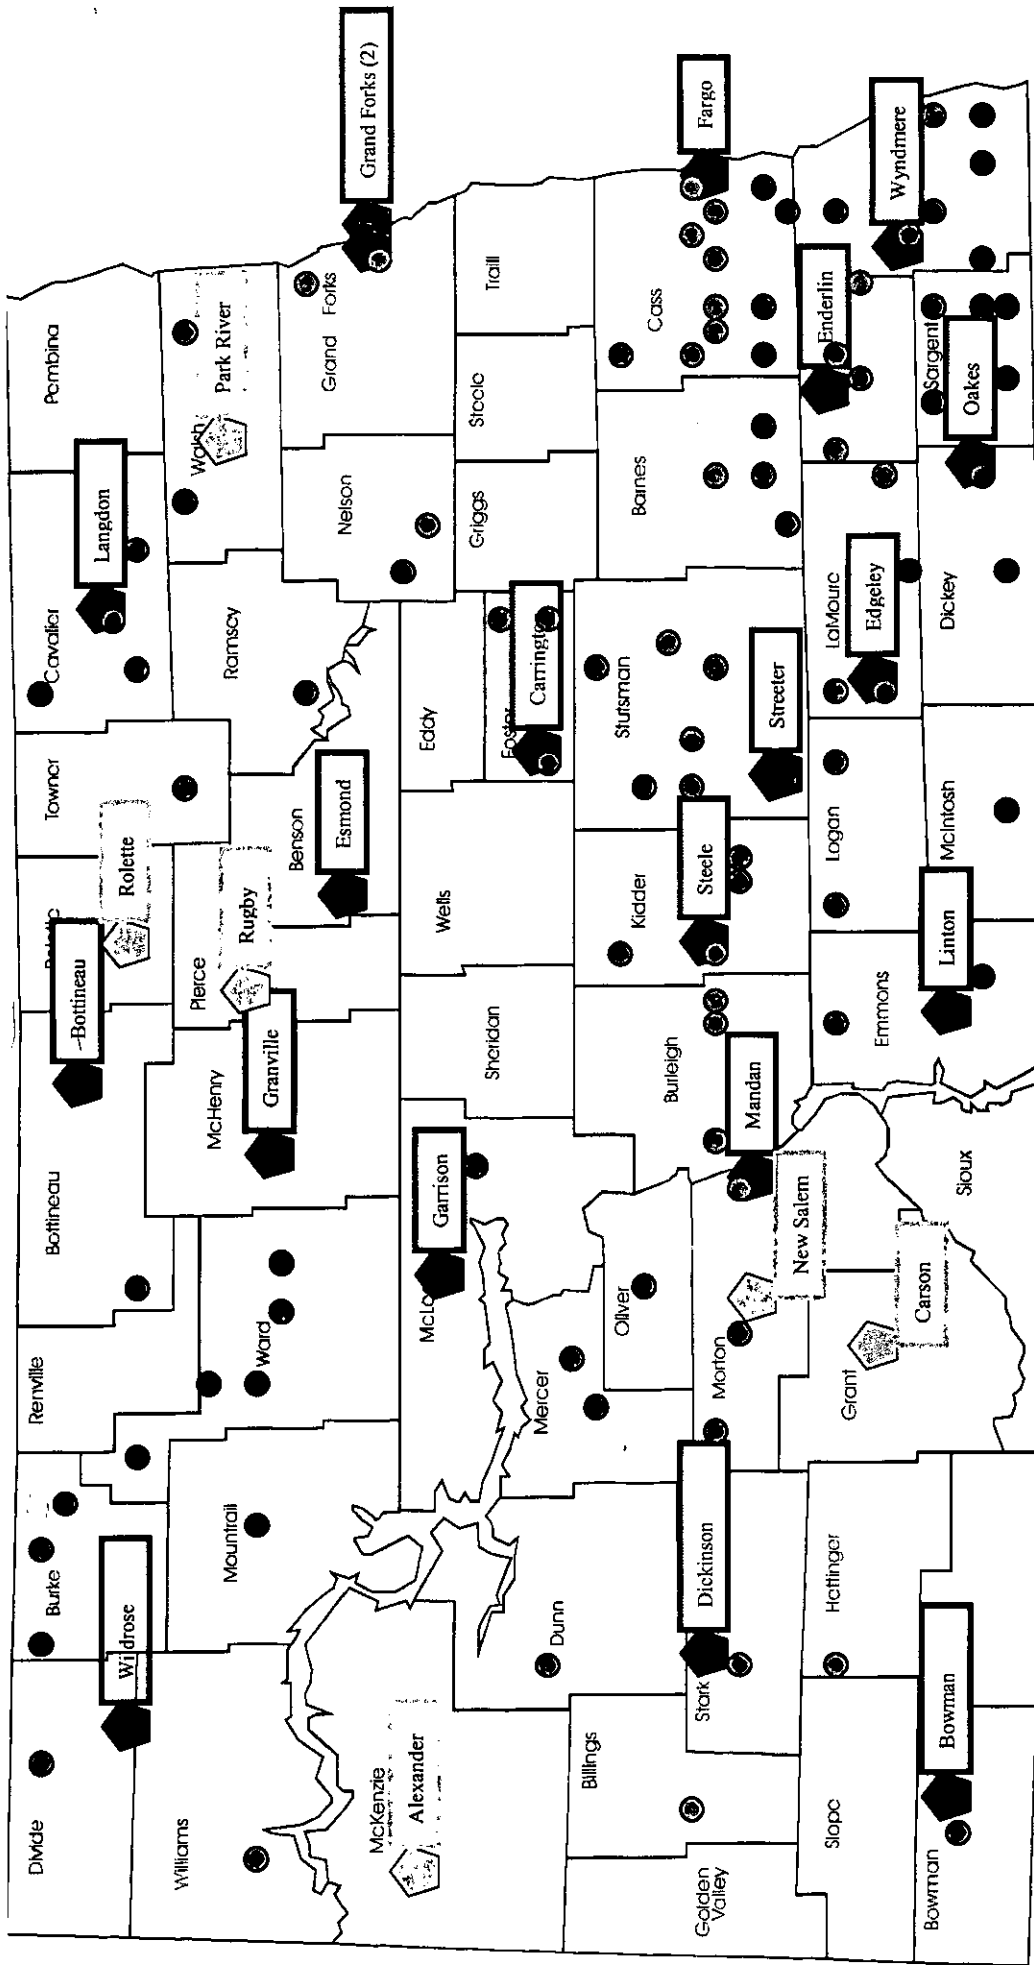 Divide
Burke
Renville
Bottineau
Bottineau
Rolette
Towner
Cavalier
Langdon
Pembina
Wildrose
Williams
Mountrail
Ward
McHenry
Granville
Pierce
Rugby
Benson
Esmond
Ramsey
Walsh
Park River
Nelson
Grand
Forks
Grand Forks (2)
McKenzie
Alexander
Garrison
Sheridan
Wells
Eddy
Foster
Carrington
Griggs
Steele
Traill
Dunn
Mercer
Oliver
Billings
Golden
Valley
Stark
Dickinson
Morton
New Salem
Mandan
Burleigh
Kidder
Steele
Stutsman
Streeter
Barnes
Cass
Fargo
Slope
Hettinger
Grant
Carson
Sioux
Emmons
Linton
Logan
McIntosh
LaMoure
Edgeley
Dickey
Enderlin
Sargent
Oakes
Wyndmere
Bowman
Bowman